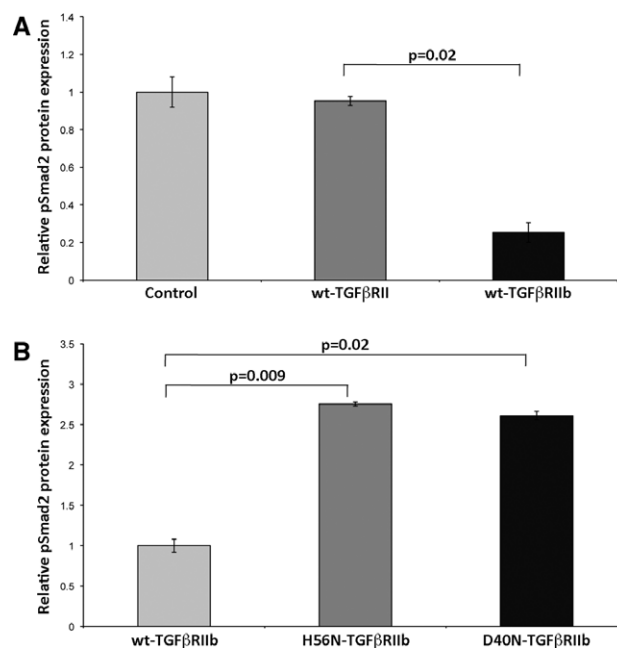 A
Relative pSmad2 protein expression
1.4
1.2
1
0.8
0.6
0.4
0.2
0
p=0.02
Control
wt-TGFβRII
wt-TGFβRIIb
B
Relative pSmad2 protein expression
3.5
3
2.5
2
1.5
1
0.5
0
p=0.02
p=0.009
wt-TGFβRIIb
H56N-TGFβRIIb
D40N-TGFβRIIb